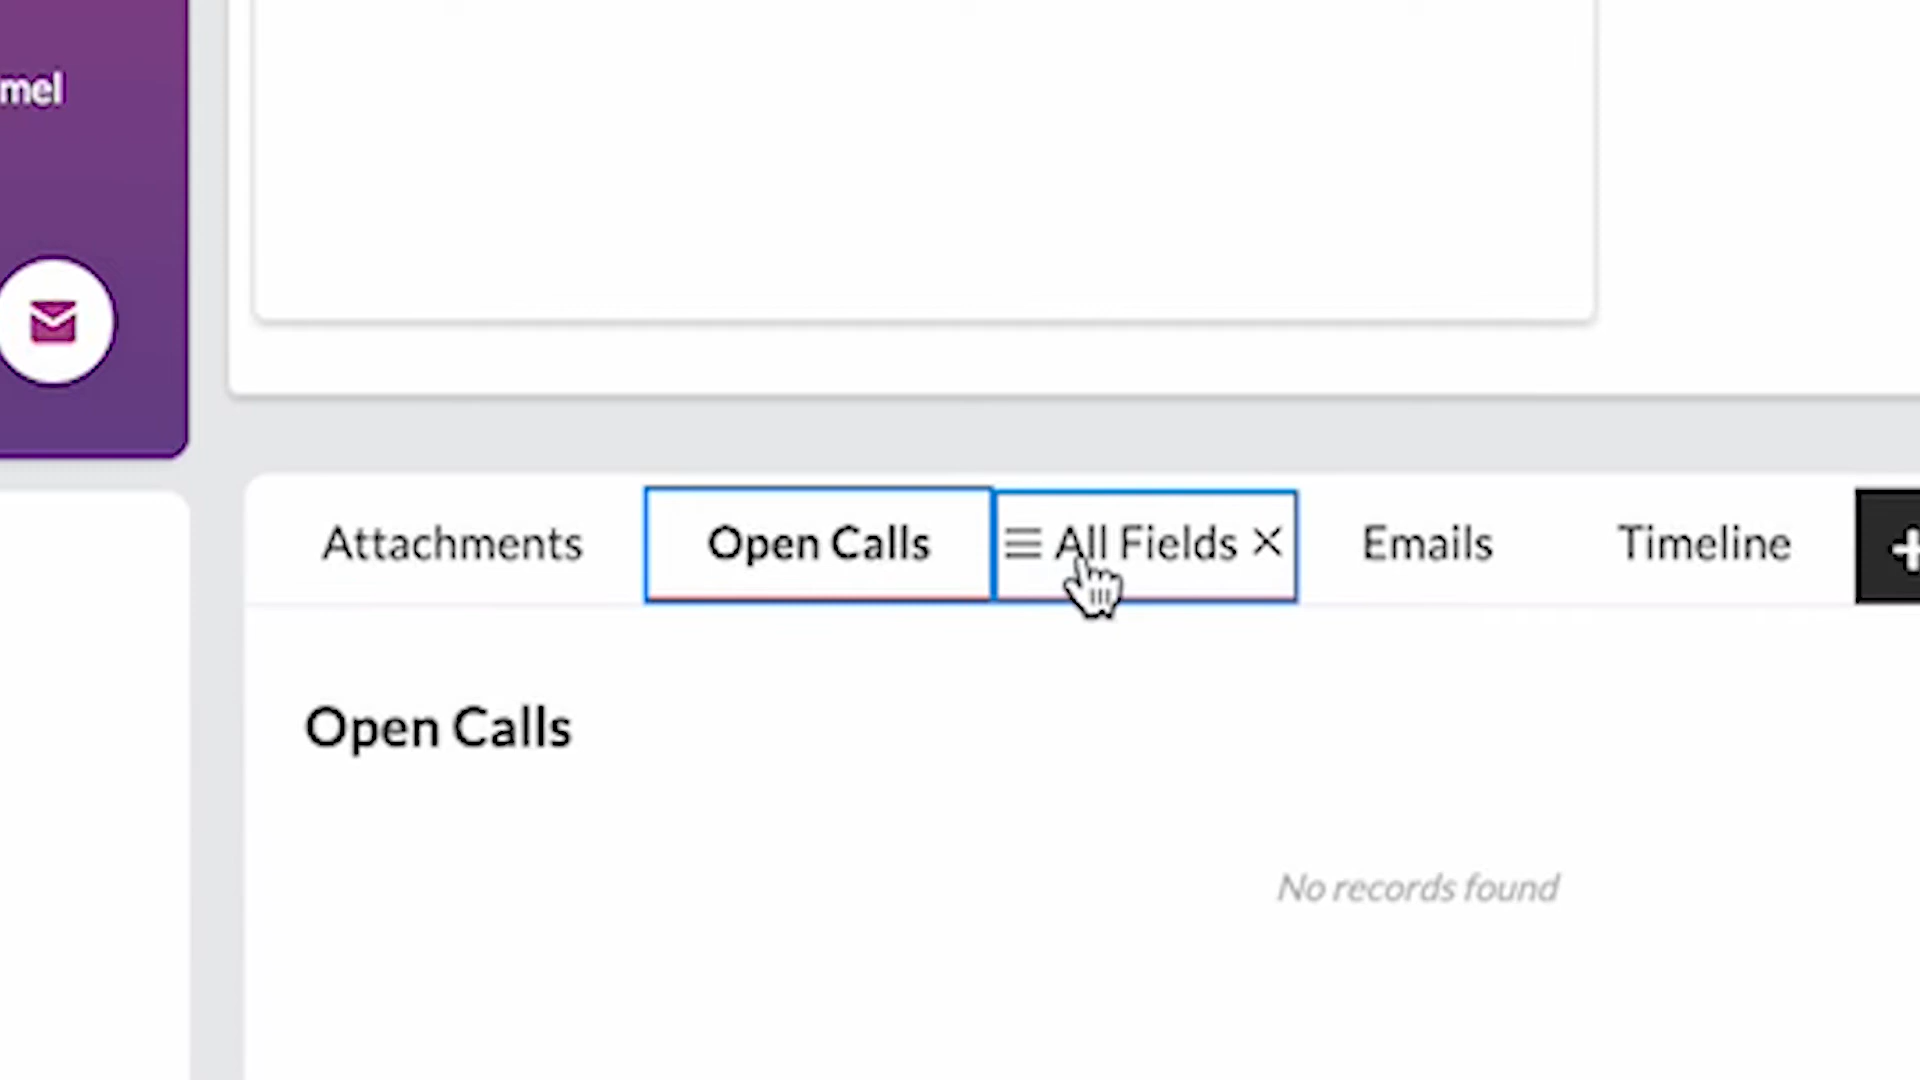 mel
Attachments Open Calls All Fields Emails Timeline
Open Calls
No records found